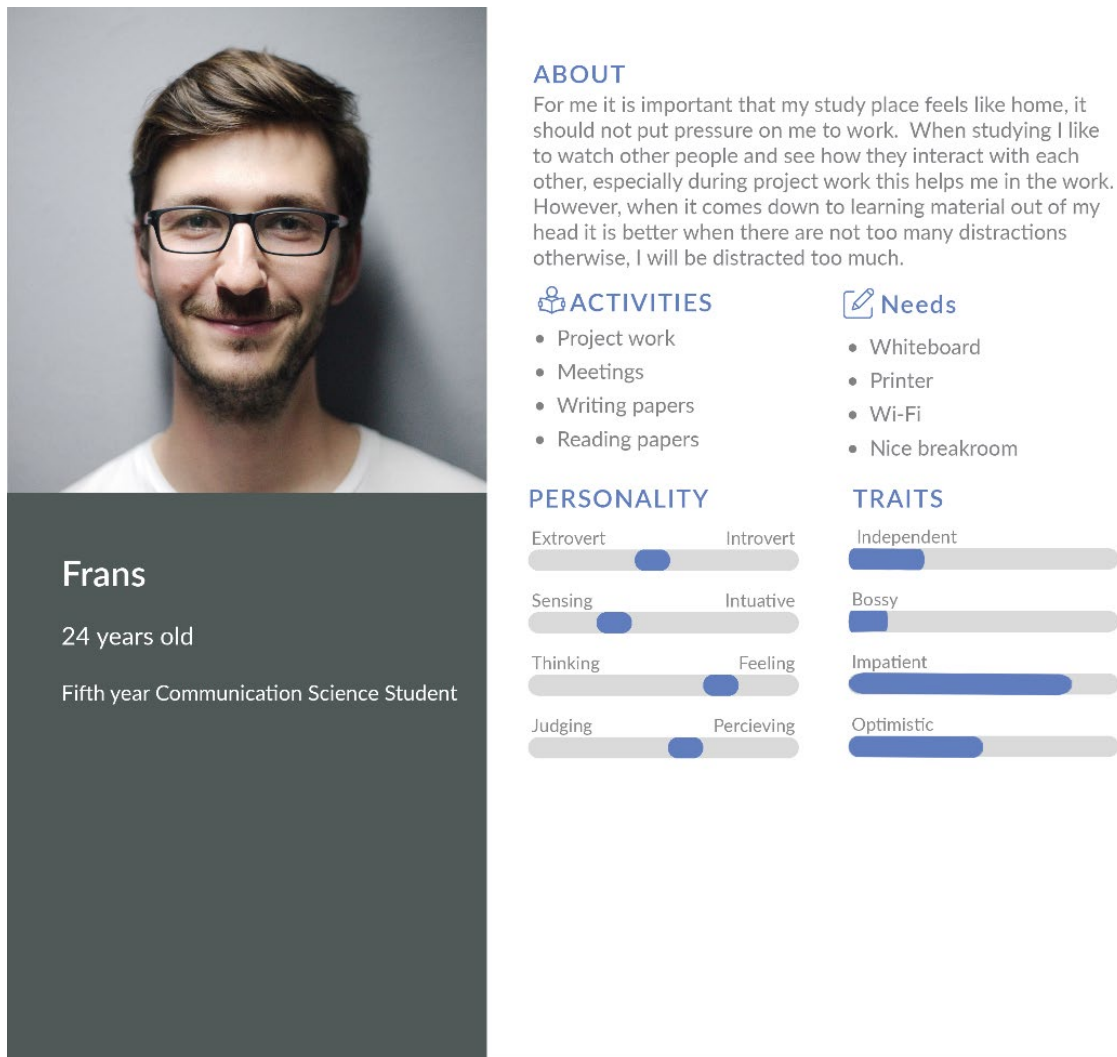 ABOUT
For me it is important that my study place feels like home, it
should not put pressure on me to work.  When studying I like
to watch other people and see how they interact with each
other, especially during project work this helps me in the work.
However, when it comes down to learning material out of my
head it is better when there are not too many distractions
otherwise, I will be distracted too much.
ACTIVITIES
• Project work
• Meetings
• Writing papers
• Reading papers
Needs
• Whiteboard
• Printer
• Wi-Fi
• Nice breakroom
PERSONALITY
Extrovert Introvert
Sensing Intuative
Thinking Feeling
Judging Percieving
TRAITS
Independent
Bossy
Impatient
Optimistic
Frans
24 years old
Fifth year Communication Science Student